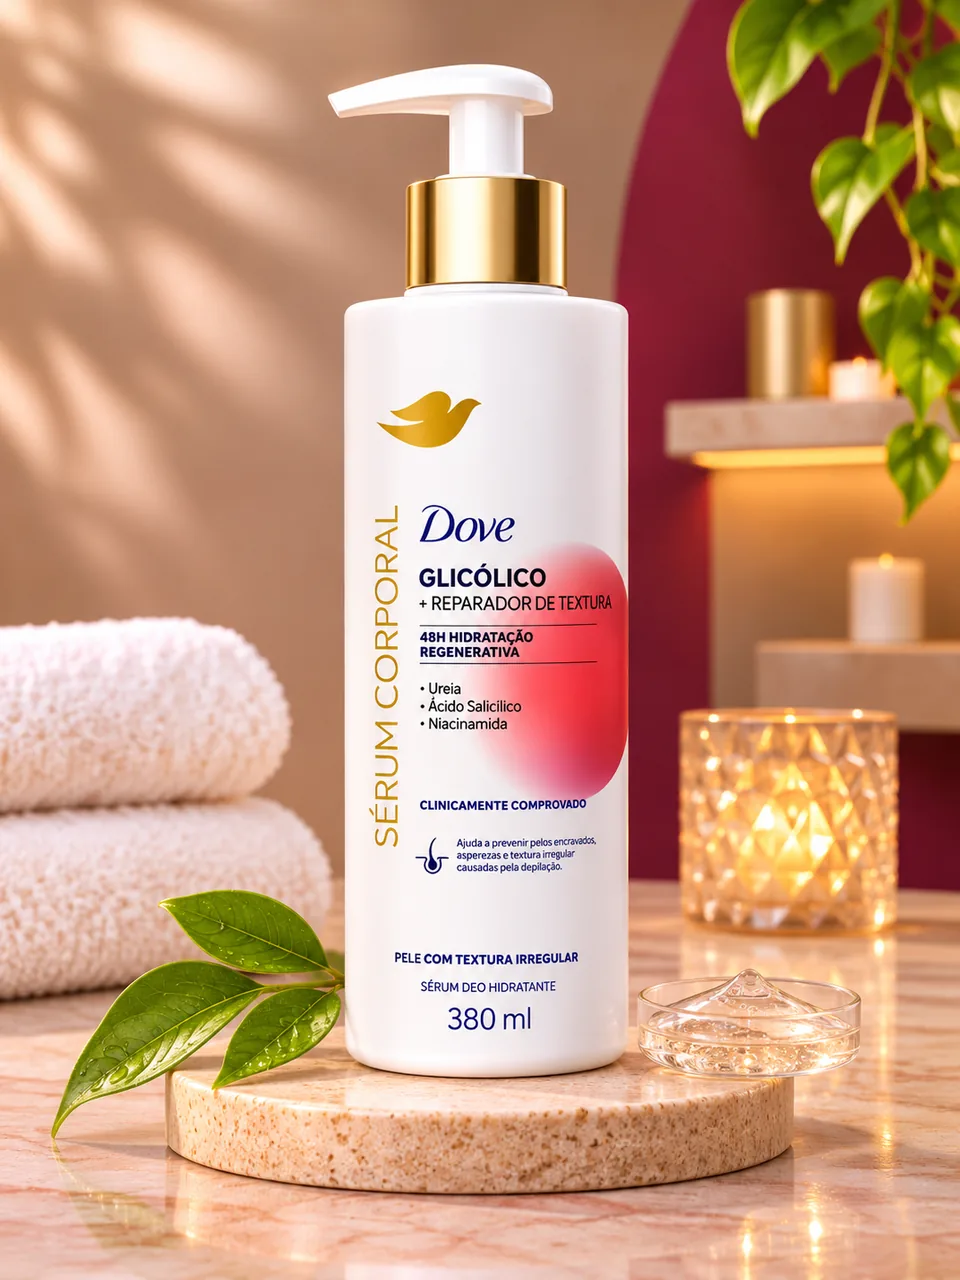 SÉRUM CORPORAL
Dove
GLICÓLICO
+ REPARADOR DE TEXTURA
48H HIDRATAÇÃO
REGENERATIVA
• Ureia
• Ácido Salicílico
• Niacinamida
CLINICAMENTE COMPROVADO
Ajuda a prevenir pelos encravados,
asperezas e textura irregular
causadas pela depilação.
PELE COM TEXTURA IRREGULAR
SÉRUM DEO HIDRATANTE
380 ml